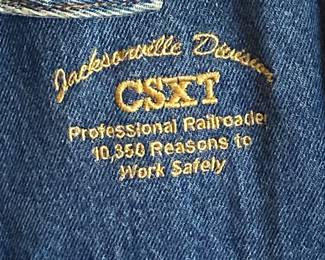 Jacksonville Division
CSXT
Professional Railroader
10,350 Reasons to
Work Safely